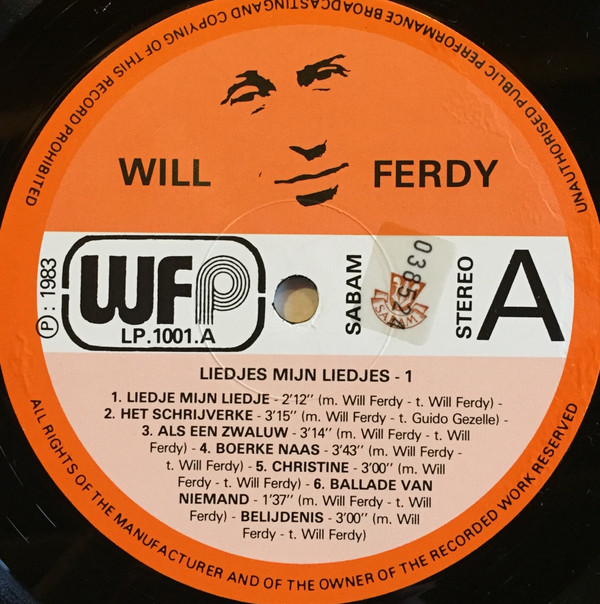 UNAUTHORISED PUBLIC PERFORMANCE BROADCASTING AND COPYING OF THIS RECORD PROHIBITED
WILL FERDY
℗: 1983
WFP
LP.1001.A
SABAM
038524
SABAM
STEREO
A
LIEDJES MIJN LIEDJES - 1
1. LIEDJE MIJN LIEDJE - 2'12'' (m. Will Ferdy - t. Will Ferdy) -
2. HET SCHRIJVERKE - 3'15'' (m. Will Ferdy - t. Guido Gezelle) -
3. ALS EEN ZWALUW - 3'14'' (m. Will Ferdy - t. Will
Ferdy) - 4. BOERKE NAAS - 3'43'' (m. Will Ferdy -
t. Will Ferdy) - 5. CHRISTINE - 3'00'' (m. Will
Ferdy - t. Will Ferdy) - 6. BALLADE VAN
NIEMAND - 1'37'' (m. Will Ferdy - t. Will
Ferdy) - BELIJDENIS - 3'00'' (m. Will
Ferdy - t. Will Ferdy)
ALL RIGHTS OF THE MANUFACTURER AND OF THE OWNER OF THE RECORDED WORK RESERVED